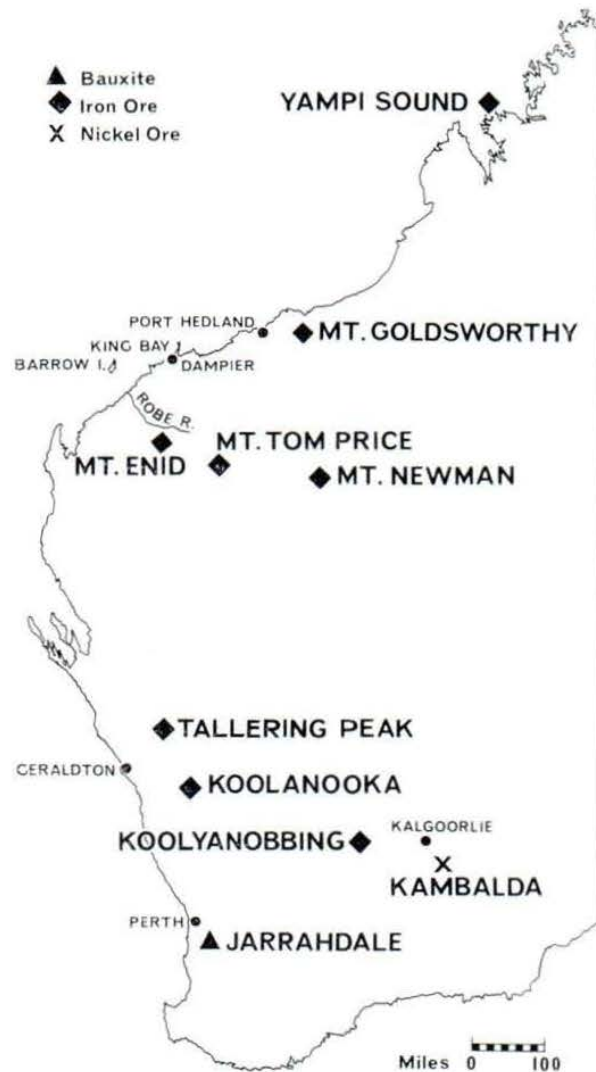 Bauxite
Iron Ore
X Nickel Ore
YAMPI SOUND
PORT HEDLAND
MT. GOLDSWORTHY
KING BAY
BARROW I.
DAMPIER
ROBE R.
MT. TOM PRICE
MT. ENID
MT. NEWMAN
TALLERING PEAK
GERALDTON
KOOLANOOKA
KALGOORLIE
KOOLYANOBBING
X
KAMBALDA
PERTH
JARRAHDALE
Miles 0 100